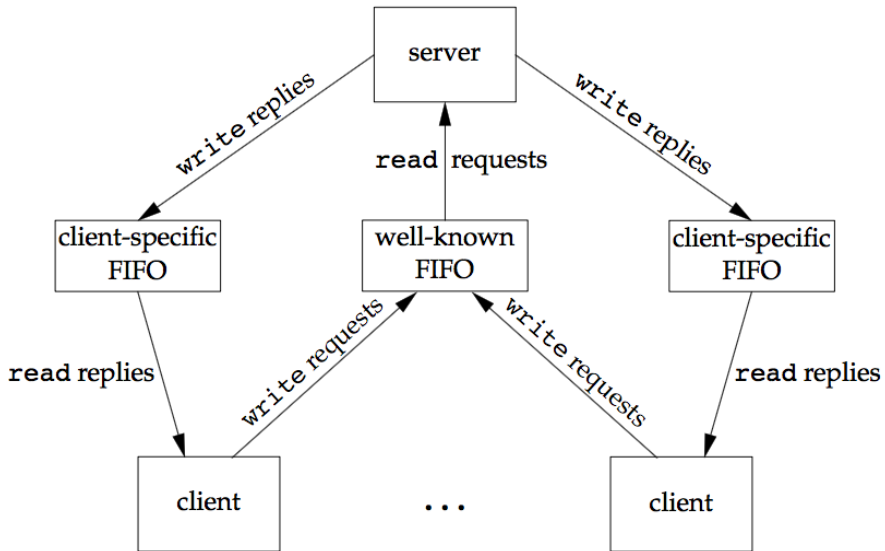 server
write replies
write replies
read requests
client-specific
FIFO
well-known
FIFO
client-specific
FIFO
read replies
write requests
write requests
read replies
client
...
client